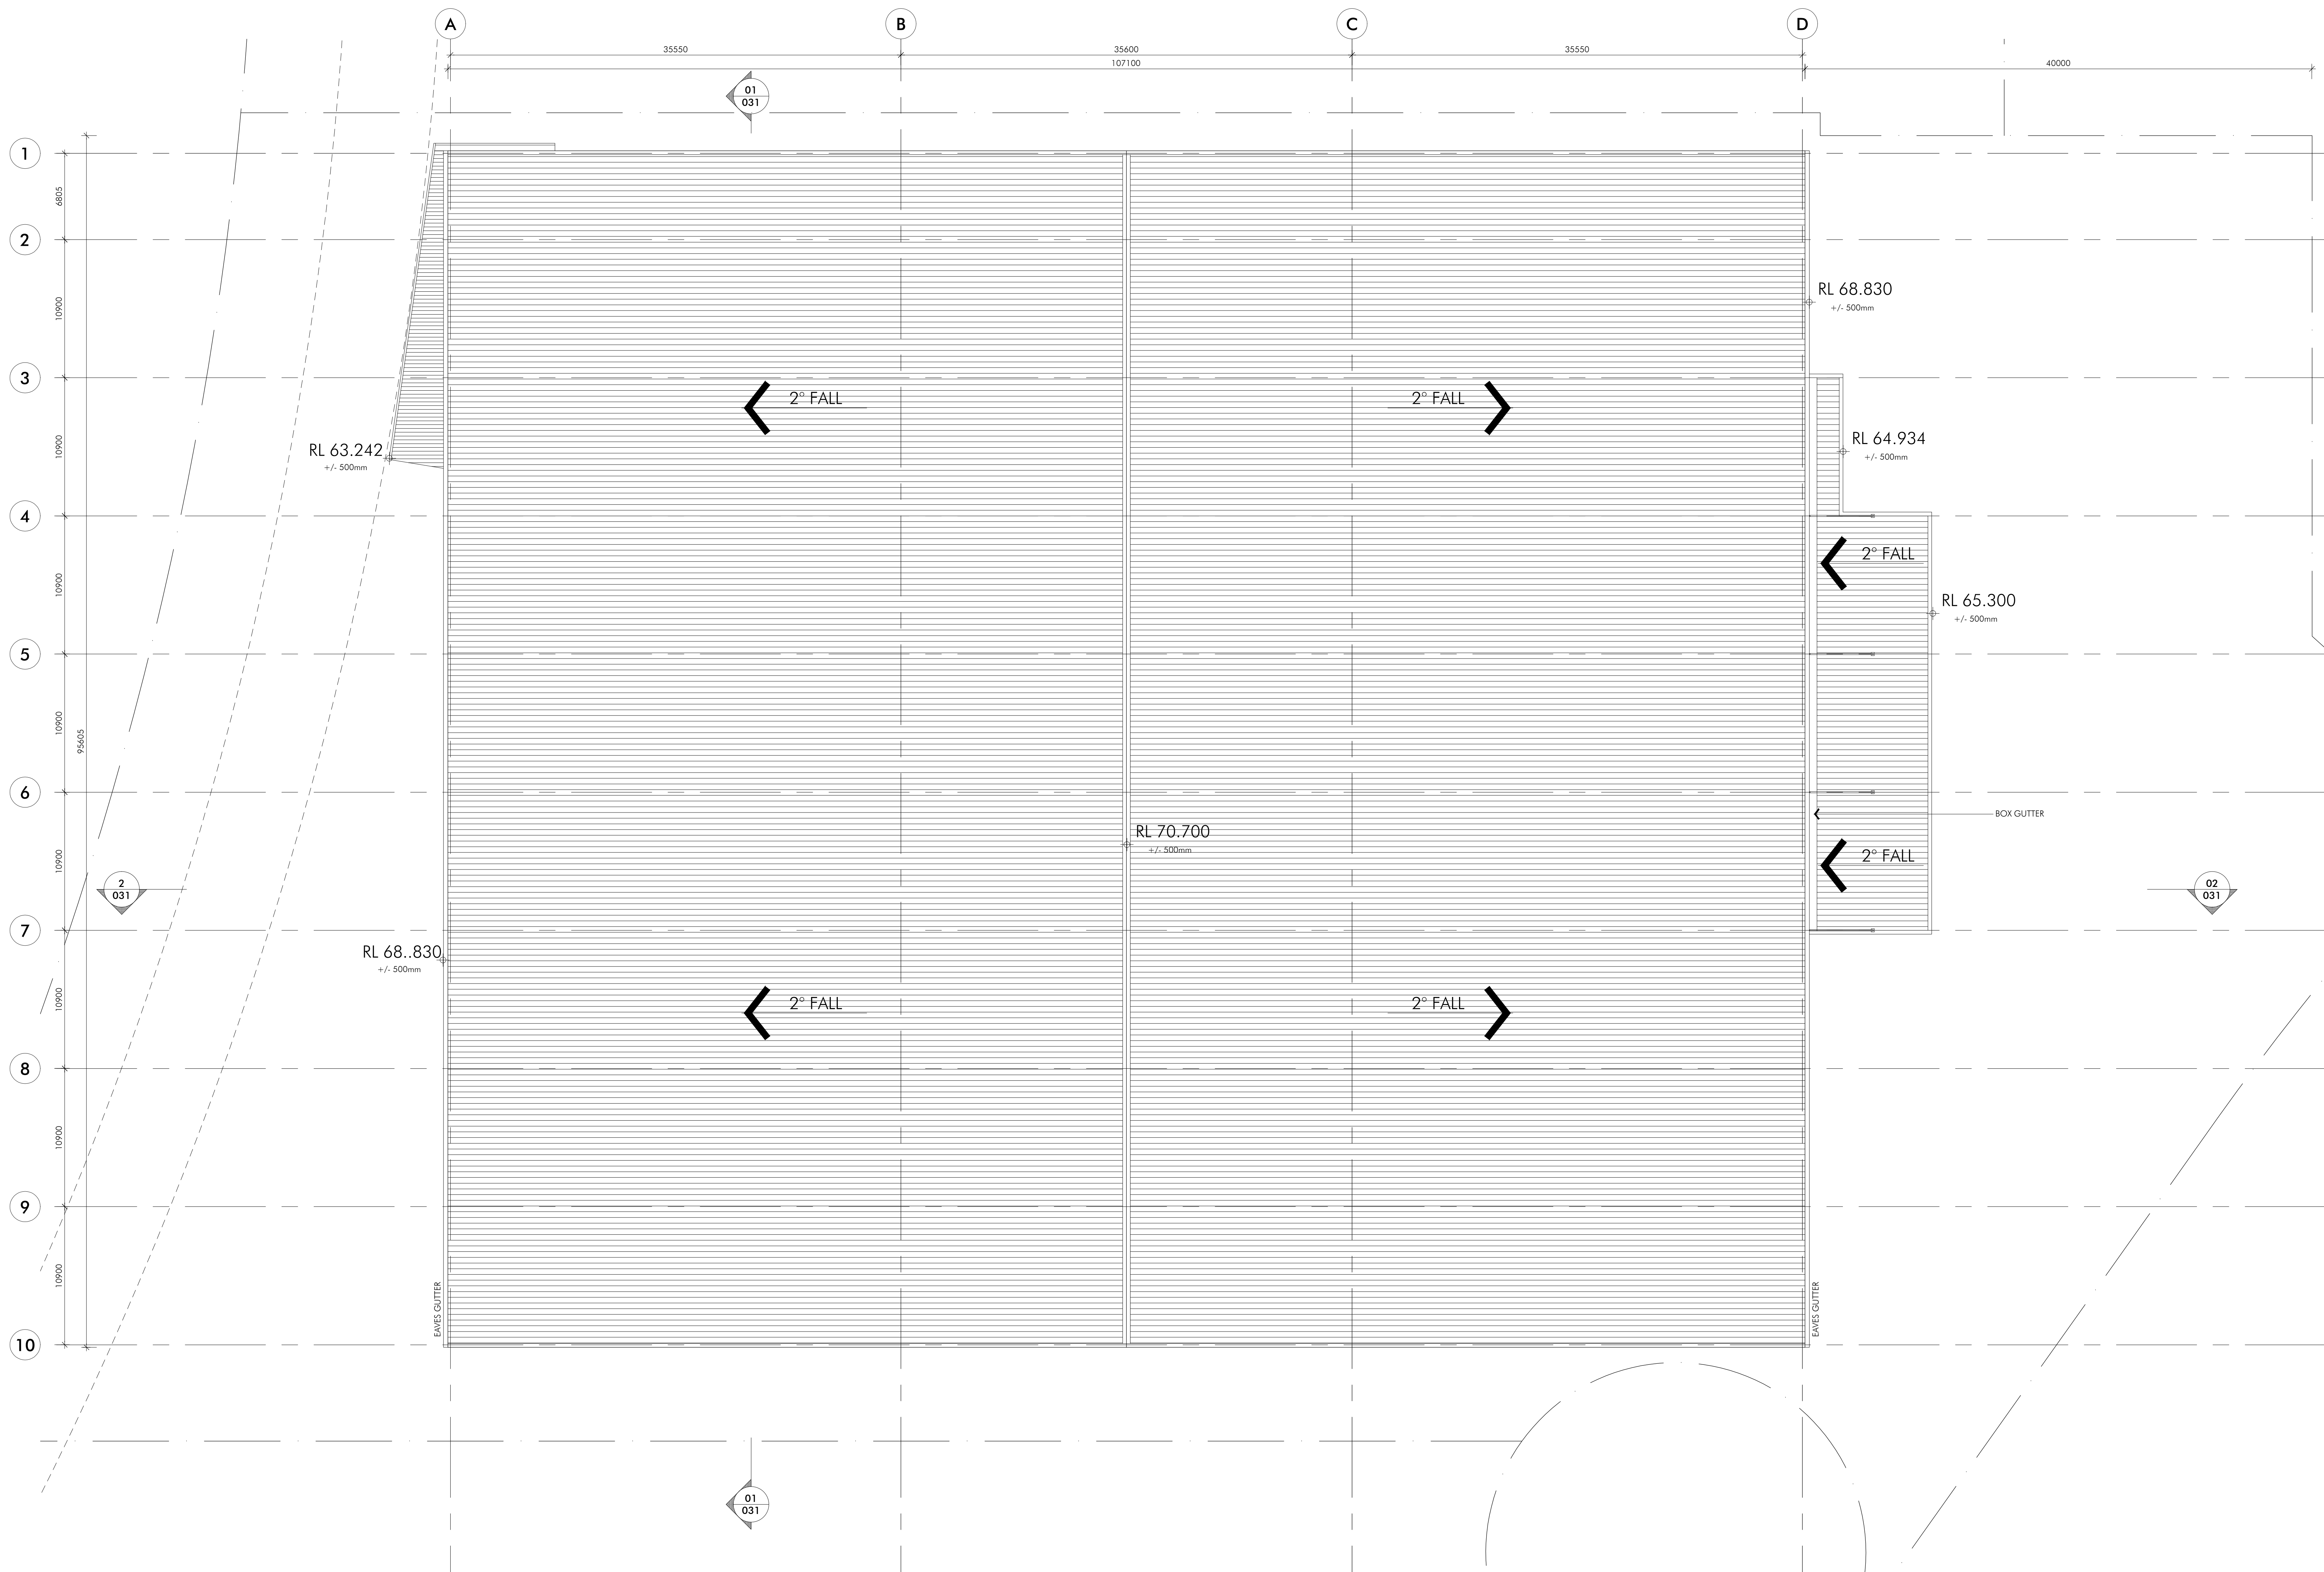 A B C D
35550 35600 35550
107100 40000
01
031
1
6805
2
10900
RL 68.830
+/- 500mm
3
2° FALL 2° FALL
10900
RL 63.242
+/- 500mm
RL 64.934
+/- 500mm
4
2° FALL
10900
RL 65.300
+/- 500mm
5
10900
95605
6
BOX GUTTER
RL 70.700
+/- 500mm
10900
2° FALL
2
031
02
031
7
RL 68..830
+/- 500mm
10900
2° FALL 2° FALL
8
10900
9
10900
EAVES GUTTER
EAVES GUTTER
10
01
031